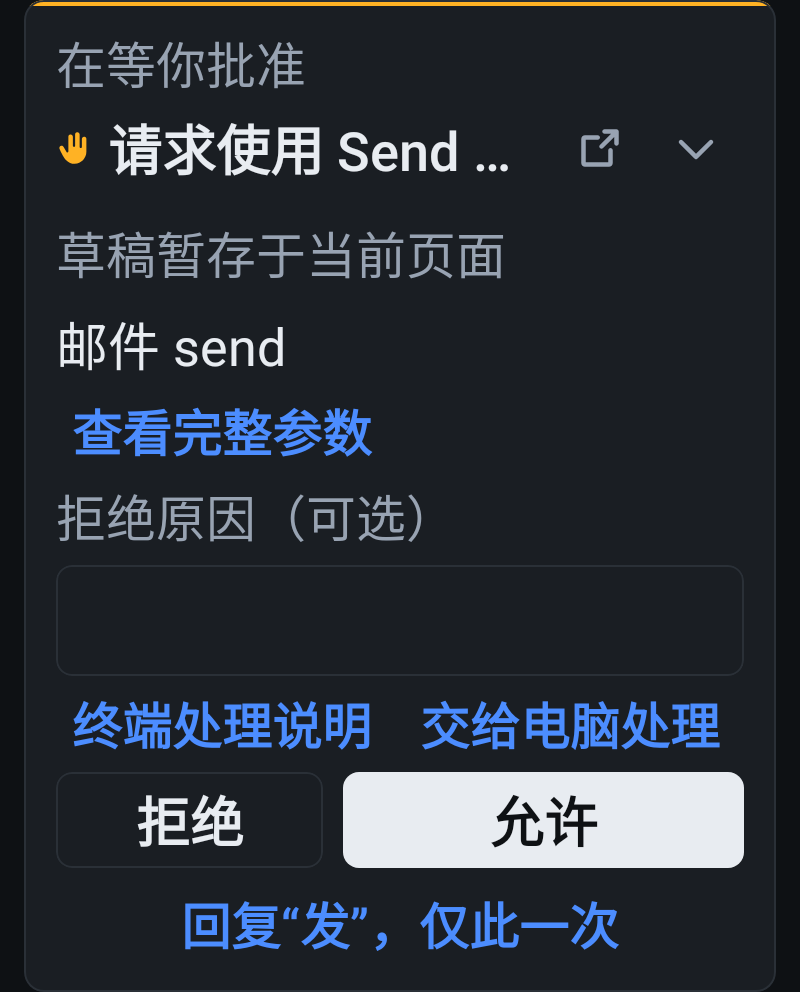 在等你批准
请求使用 Send ...
草稿暂存于当前页面
邮件 send
查看完整参数
拒绝原因（可选）
终端处理说明 交给电脑处理
拒绝 允许
回复“发”，仅此一次